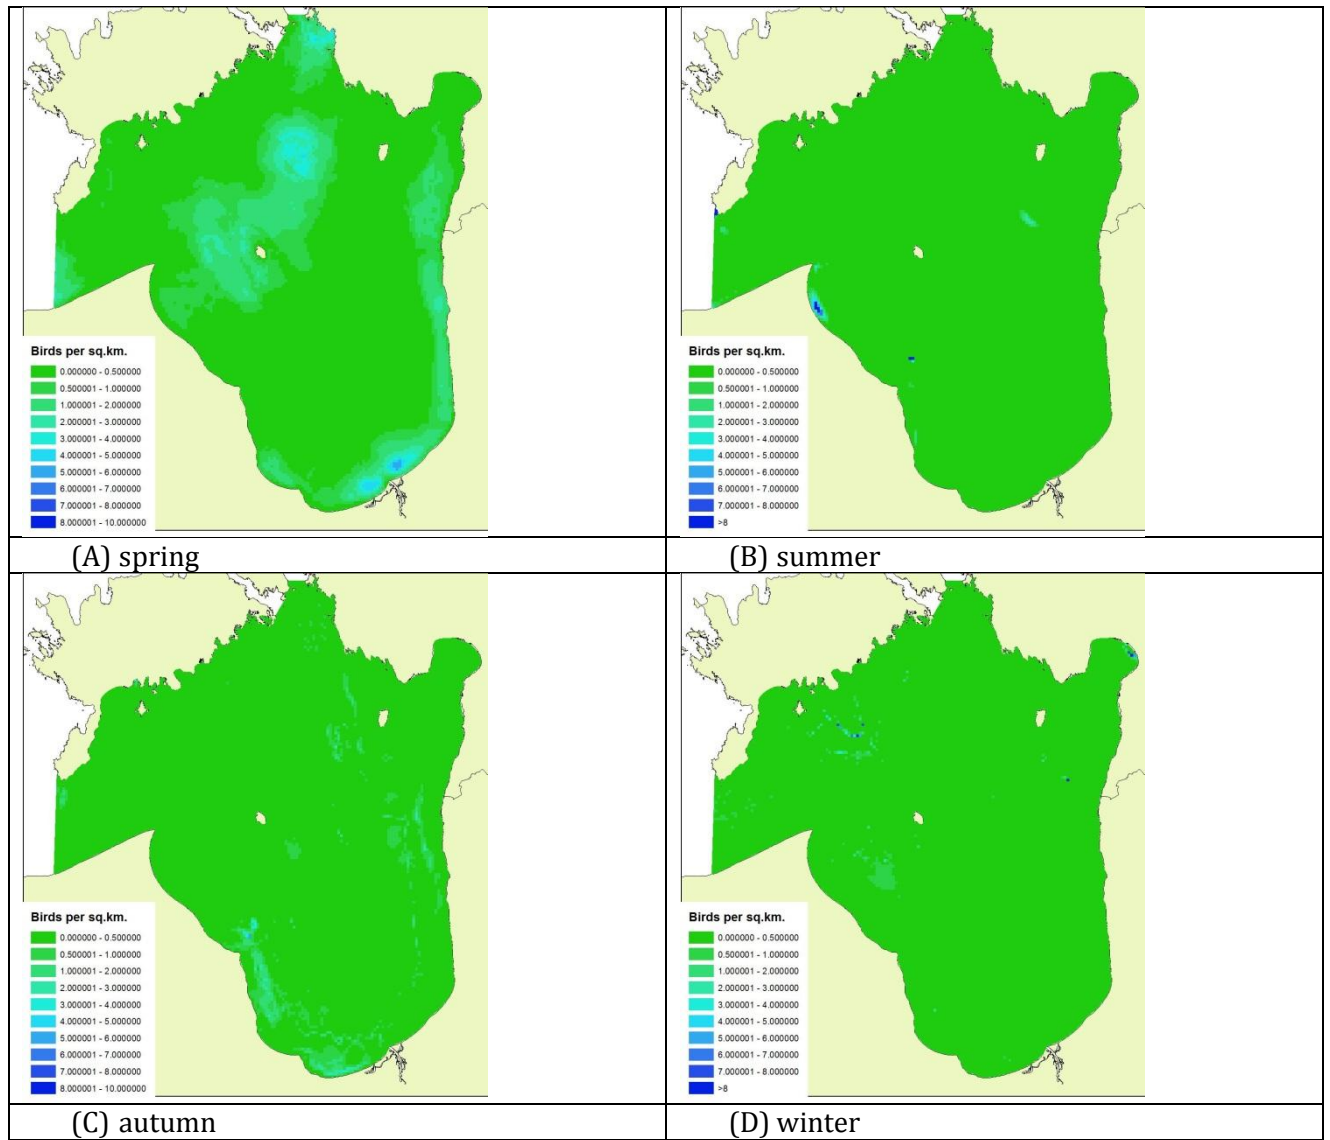 Birds per sq.km.
0.000000 - 0.500000
0.500001 - 1.000000
1.000001 - 2.000000
2.000001 - 3.000000
3.000001 - 4.000000
4.000001 - 5.000000
5.000001 - 6.000000
6.000001 - 7.000000
7.000001 - 8.000000
8.000001 - 10.000000
(A) spring
Birds per sq.km.
0.000000 - 0.500000
0.500001 - 1.000000
1.000001 - 2.000000
2.000001 - 3.000000
3.000001 - 4.000000
4.000001 - 5.000000
5.000001 - 6.000000
6.000001 - 7.000000
7.000001 - 8.000000
>8
(B) summer
Birds per sq.km.
0.000000 - 0.500000
0.500001 - 1.000000
1.000001 - 2.000000
2.000001 - 3.000000
3.000001 - 4.000000
4.000001 - 5.000000
5.000001 - 6.000000
6.000001 - 7.000000
7.000001 - 8.000000
8.000001 - 10.000000
(C) autumn
Birds per sq.km.
0.000000 - 0.500000
0.500001 - 1.000000
1.000001 - 2.000000
2.000001 - 3.000000
3.000001 - 4.000000
4.000001 - 5.000000
5.000001 - 6.000000
6.000001 - 7.000000
7.000001 - 8.000000
>8
(D) winter